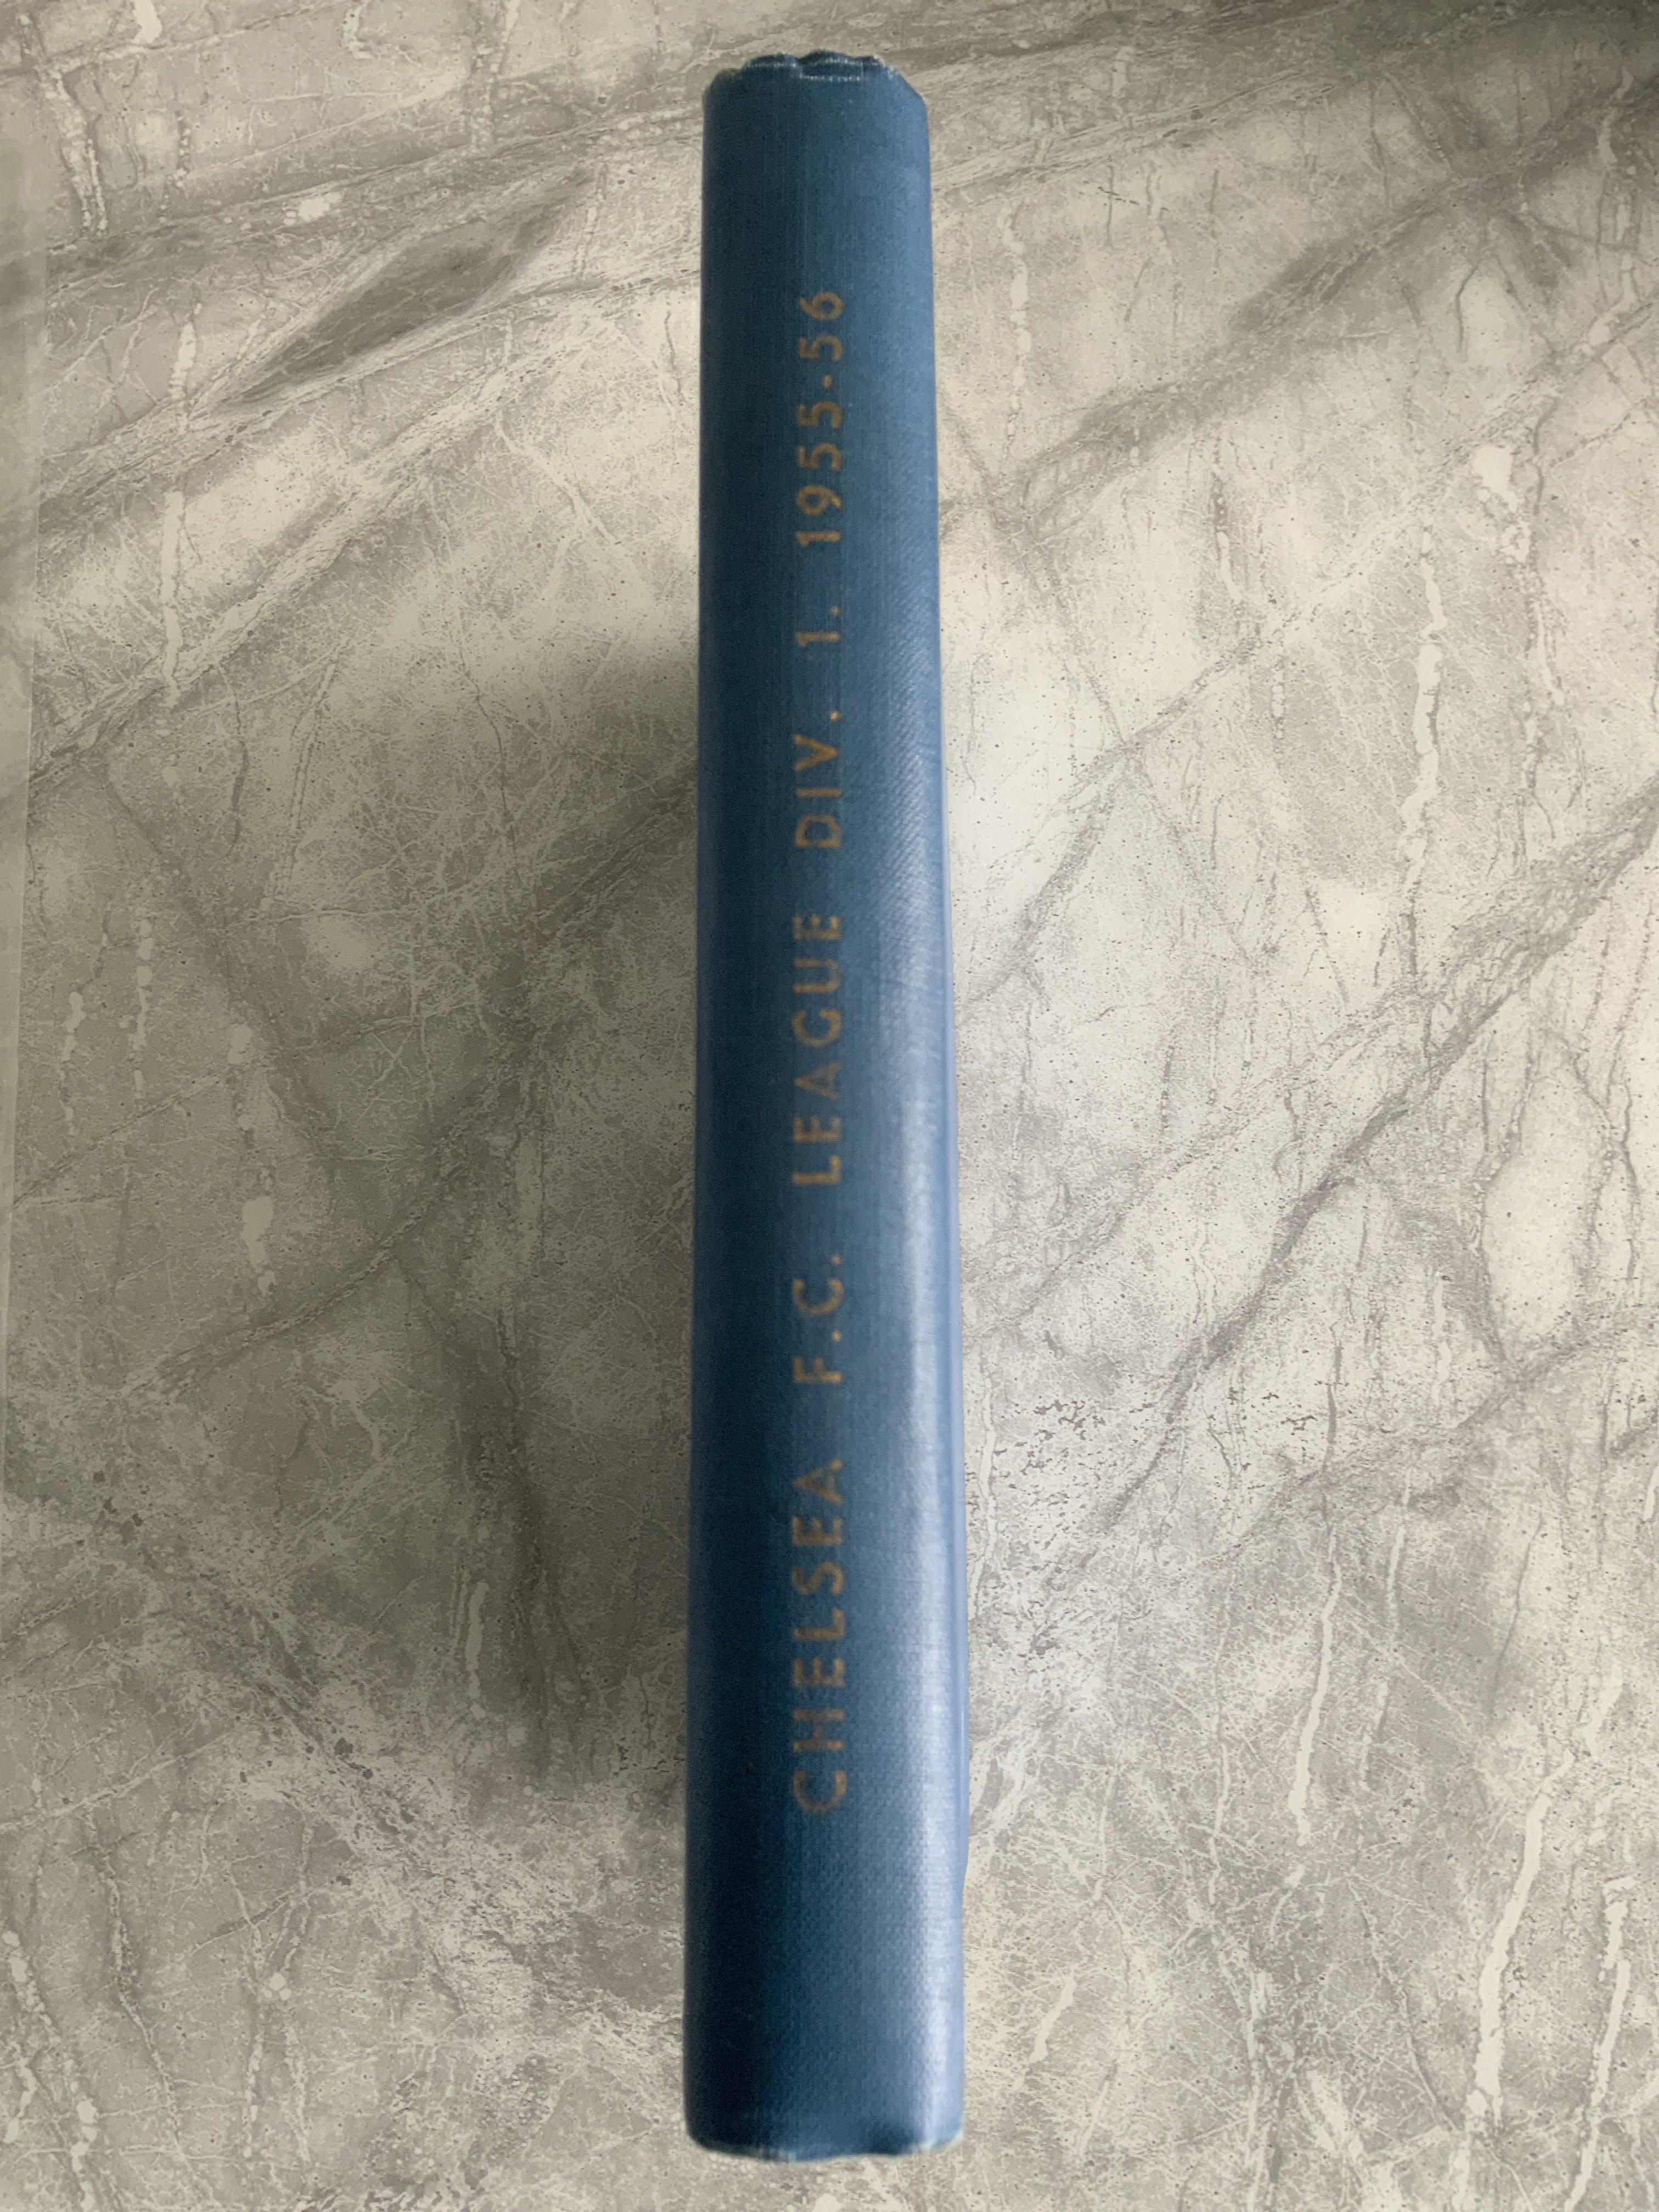 CHELSEA F.C. LEAGUE DIV. 1. 1955-56